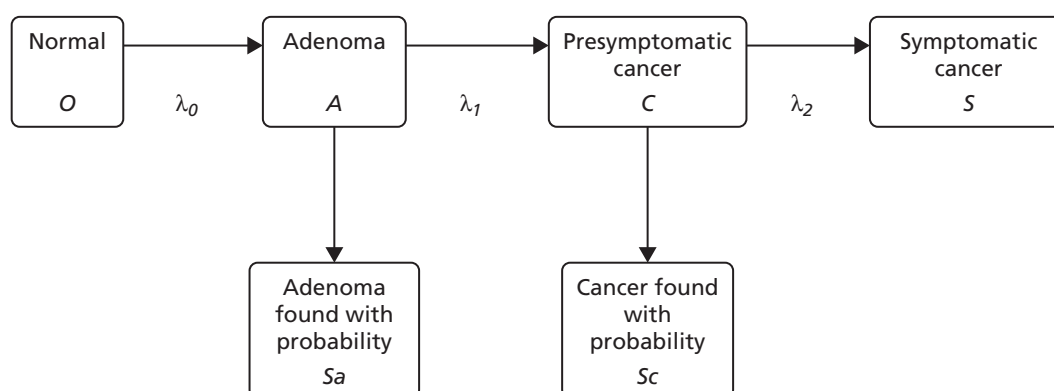 Normal
O
λ0
Adenoma
A
λ1
Presymptomatic
cancer
C
λ2
Symptomatic
cancer
S
Adenoma
found with
probability
Sa
Cancer found
with
probability
Sc